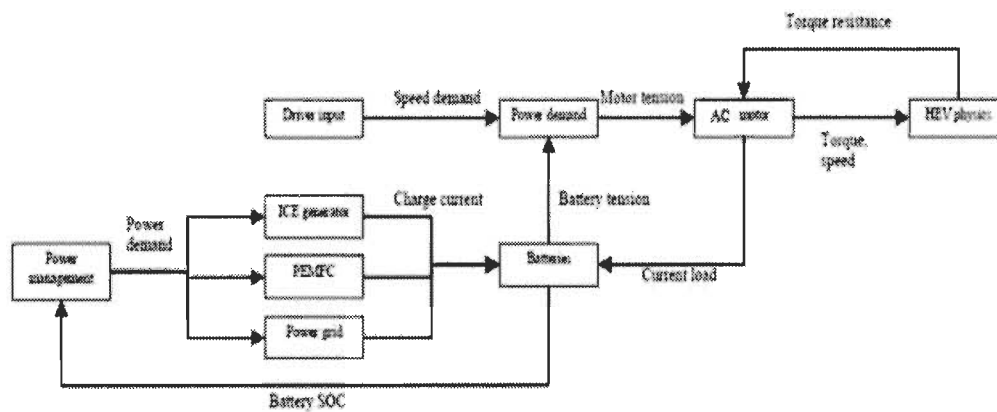 Torque resistance
Speed demand
Motor tension
Driver input
Power demand
AC motor
HEV physics
Torque,
speed
ICE generator
Charge current
Battery tension
Power
demand
Power
management
PEMFC
Batteries
Current load
Power grid
Battery SOC